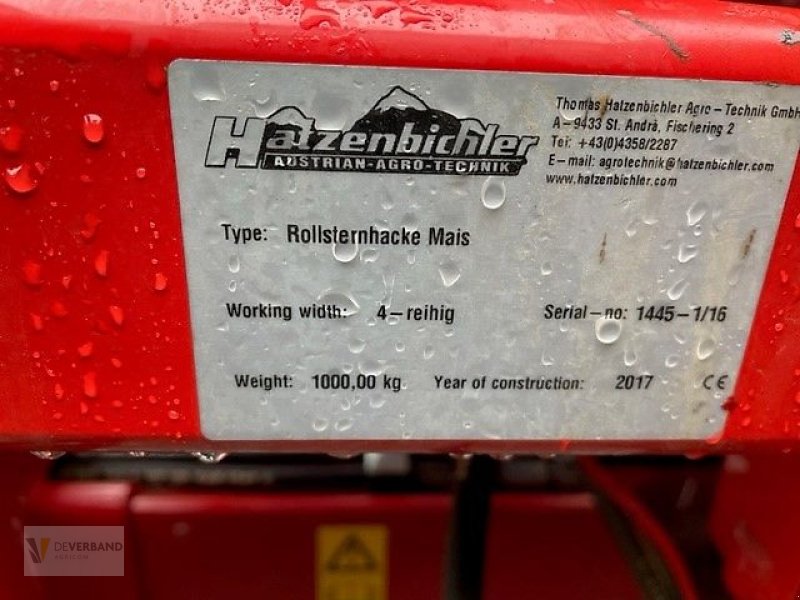 Hatzenbichler
AUSTRIAN-AGRO-TECHNIK
Thomas Hatzenbichler Agro – Technik GmbH
A – 9433 St. Andrä, Fischering 2
Tel: +43(0)4358/2287
E – mail: agrotechnik@hatzenbichler.com
www.hatzenbichler.com
Type: Rollsternhacke Mais
Working width: 4 – reihig Serial – no: 1445 – 1/16
Weight: 1000,00 kg Year of construction: 2017 CE
DEVERBAND
AGRICOM